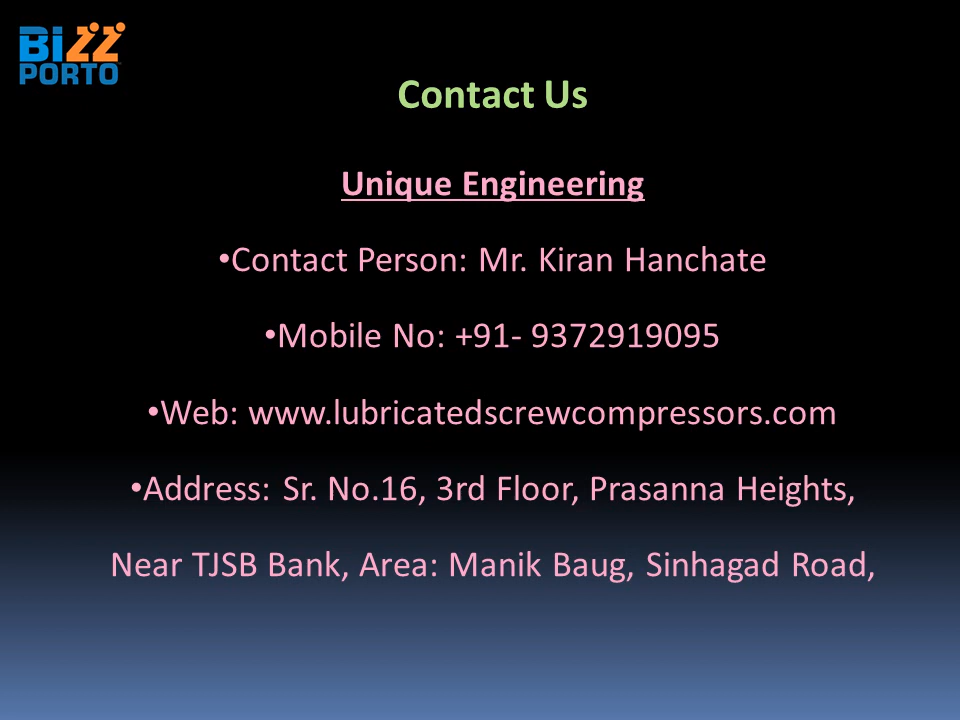 BiZZ
PORTO
Contact Us
Unique Engineering
•Contact Person: Mr. Kiran Hanchate
•Mobile No: +91- 9372919095
•Web: www.lubricatedscrewcompressors.com
•Address: Sr. No.16, 3rd Floor, Prasanna Heights,
Near TJSB Bank, Area: Manik Baug, Sinhagad Road,